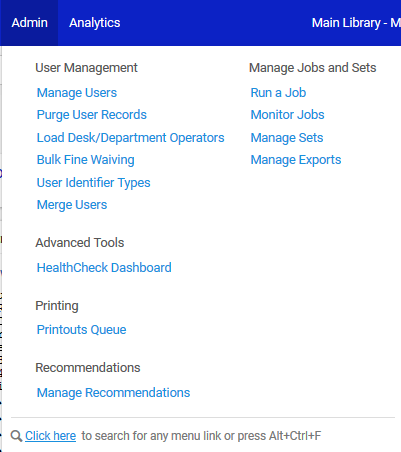 Admin Analytics Main Library - M
User Management
Manage Users
Purge User Records
Load Desk/Department Operators
Bulk Fine Waiving
User Identifier Types
Merge Users
Advanced Tools
HealthCheck Dashboard
Printing
Printouts Queue
Recommendations
Manage Recommendations
Manage Jobs and Sets
Run a Job
Monitor Jobs
Manage Sets
Manage Exports
Click here to search for any menu link or press Alt+Ctrl+F